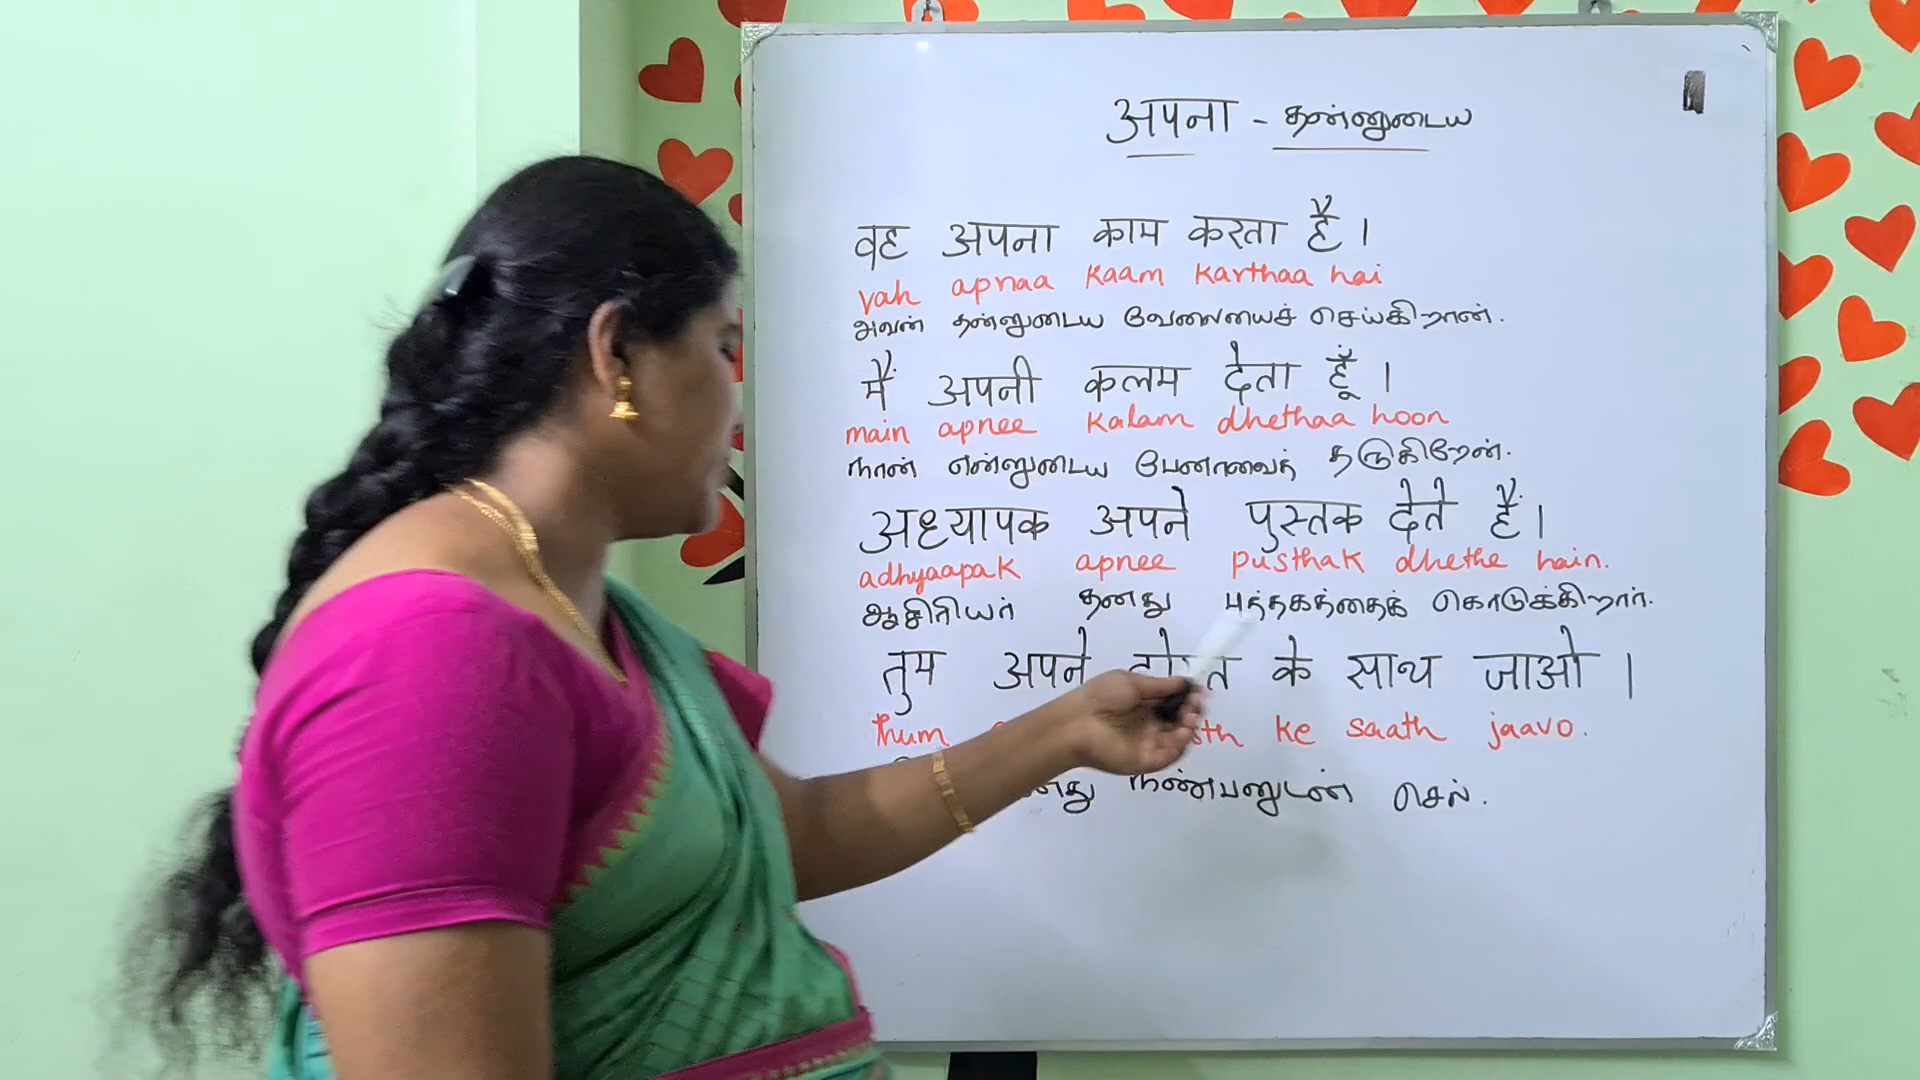 अपना - தன்னுடைய
वह अपना काम करता है।
vah apnaa kaam karthaa hai
அவன் தன்னுடைய வேலையைச் செய்கிறான்.
मैं अपनी कलम देता हूँ।
main apnee kalam dhethaa hoon
நான் என்னுடைய பேனாவைத் தருகிறேன்.
अध्यापक अपने पुस्तक देते हैं।
adhyaapak apnee pusthak dhethe hain.
ஆசிரியர் தனது புத்தகத்தைக் கொடுக்கிறார்.
तुम अपने के साथ जाओ।
thum ke saath jaavo.
நண்பனுடன் செல்.